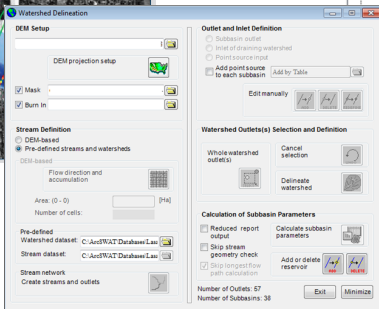 Watershed Delineation
DEM Setup
DEM projection setup
Mask
Burn In
Stream Definition
DEM-based
Pre-defined streams and watersheds
DEM-based
Flow direction and
accumulation
Area: (0 - 0)
[Ha]
Number of cells:
Pre-defined
Watershed dataset: C:\ArcSWAT\Databases\Lau
Stream dataset: C:\ArcSWAT\Databases\Lau
Stream network
Create streams and outlets
Outlet and Inlet Definition
Subbasin outlet
Inlet of draining watershed
Point source input
Add point source
to each subbasin
Add by Table
Edit manually
Watershed Outlets(s) Selection and Definition
Whole watershed
outlet(s)
Cancel
selection
Delineate
watershed
Calculation of Subbasin Parameters
Reduced report
output
Skip stream
geometry check
Skip longest flow
path calculation
Calculate subbasin
parameters
Add or delete
reservoir
ADD
DELETE
Number of Outlets: 57
Number of Subbasins: 38
Exit
Minimize